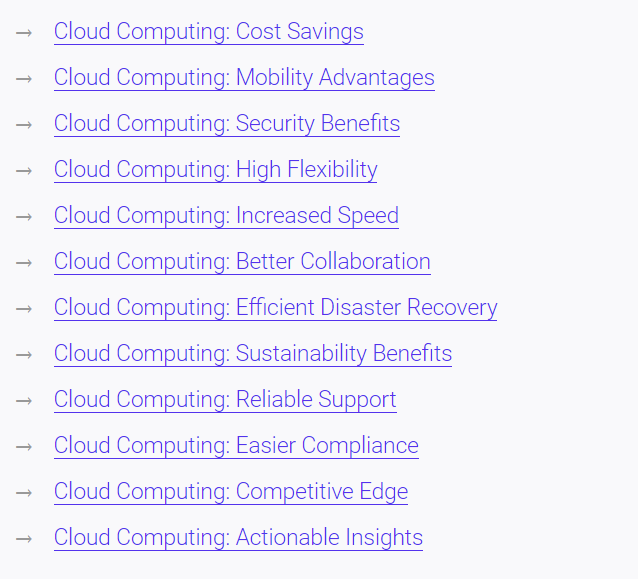 → Cloud Computing: Cost Savings
→ Cloud Computing: Mobility Advantages
→ Cloud Computing: Security Benefits
→ Cloud Computing: High Flexibility
→ Cloud Computing: Increased Speed
→ Cloud Computing: Better Collaboration
→ Cloud Computing: Efficient Disaster Recovery
→ Cloud Computing: Sustainability Benefits
→ Cloud Computing: Reliable Support
→ Cloud Computing: Easier Compliance
→ Cloud Computing: Competitive Edge
→ Cloud Computing: Actionable Insights